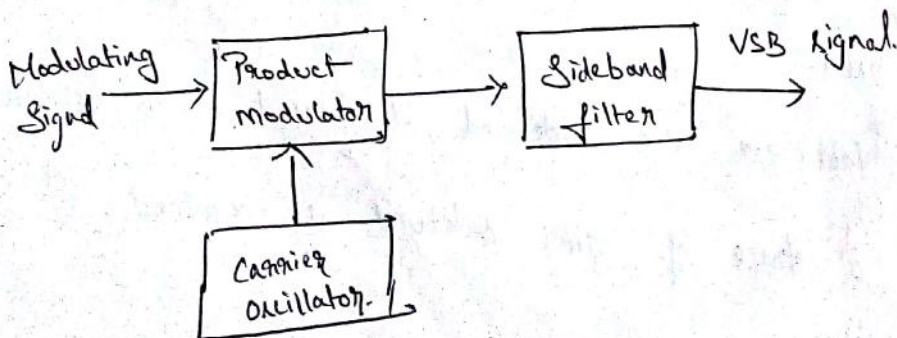 Modulating
Signal
Product
modulator
Sideband
filter
VSB signal.
Carrier
oscillator.